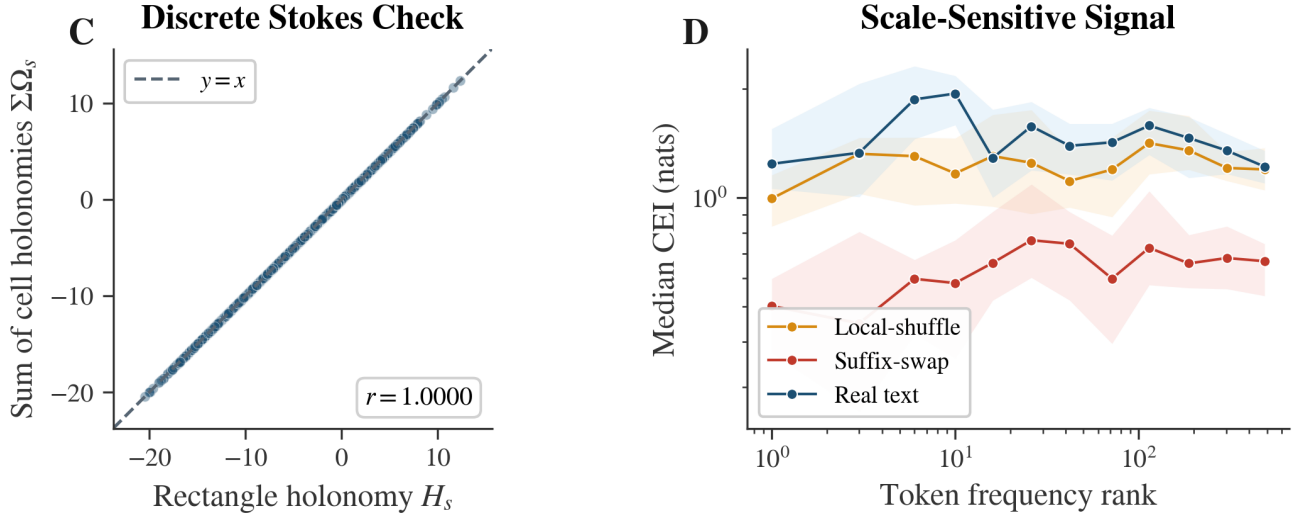 C
Discrete Stokes Check
Sum of cell holonomies ΣΩₛ
10
0
−10
−20
y = x
r = 1.0000
−20 −10 0 10
Rectangle holonomy Hₛ
D
Scale-Sensitive Signal
Median CEI (nats)
10⁰
Local-shuffle
Suffix-swap
Real text
10⁰ 10¹ 10²
Token frequency rank